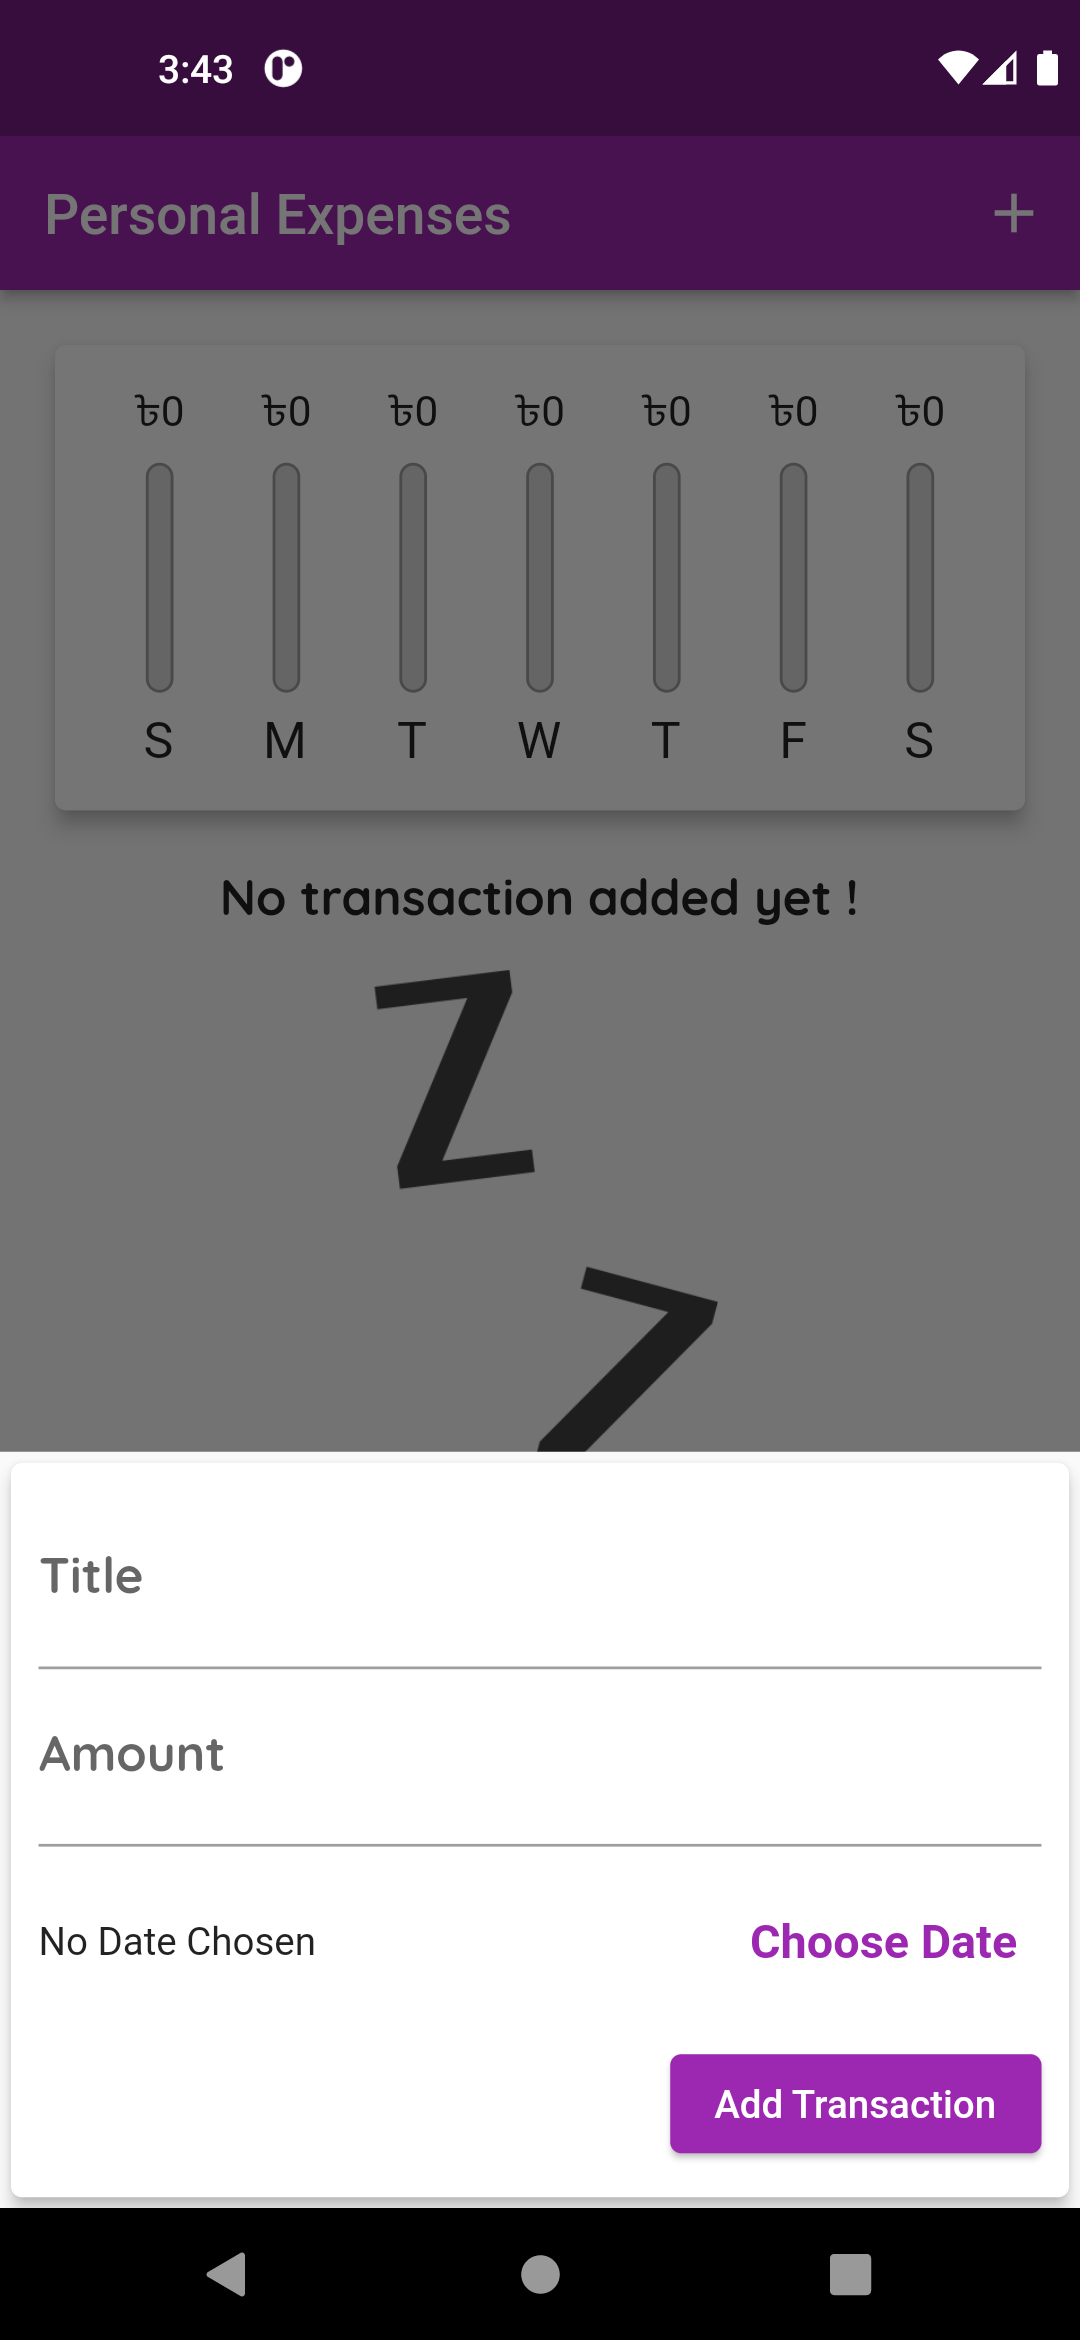 3:43
Personal Expenses
৳0 ৳0 ৳0 ৳0 ৳0 ৳0 ৳0
S M T W T F S
No transaction added yet !
Z
Z
Title
Amount
No Date Chosen Choose Date
Add Transaction